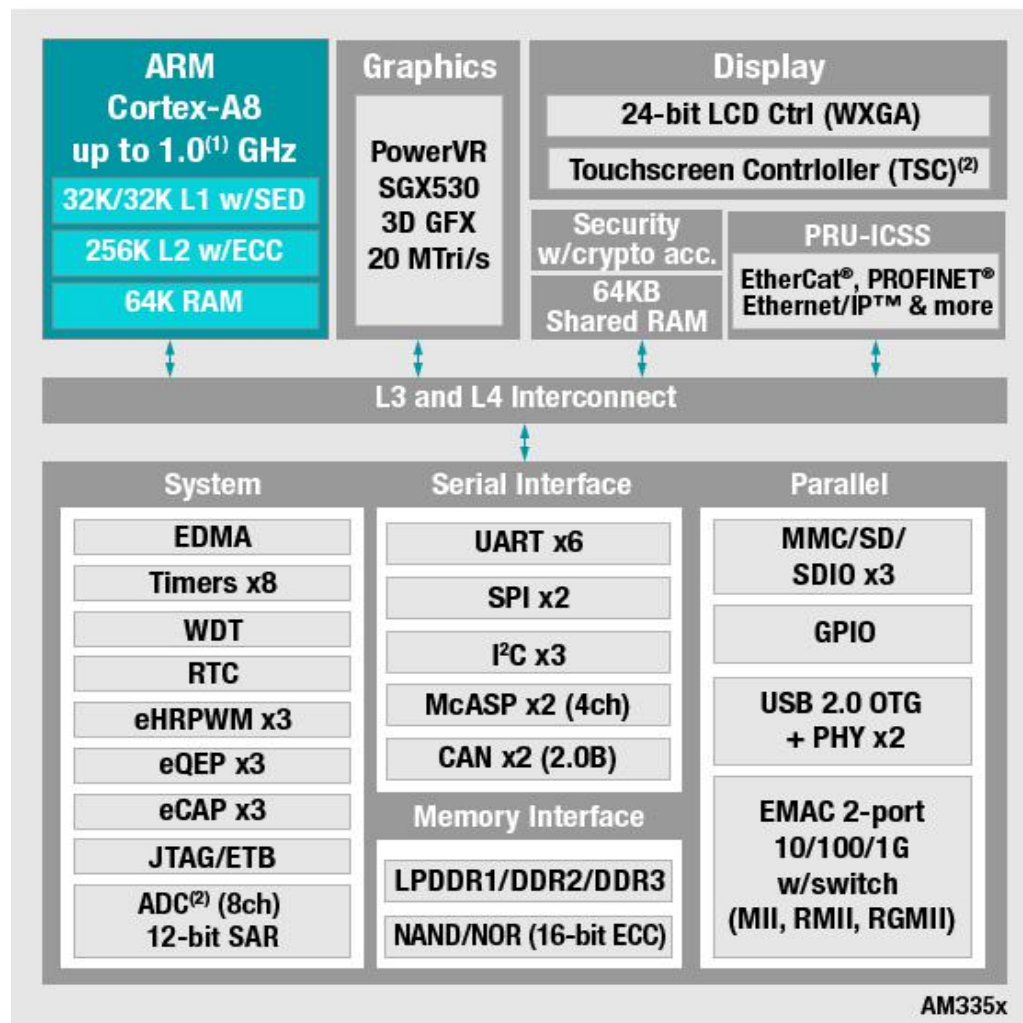 ARM
Cortex-A8
up to 1.0⁽¹⁾ GHz
32K/32K L1 w/SED
256K L2 w/ECC
64K RAM
Graphics
PowerVR
SGX530
3D GFX
20 MTri/s
Display
24-bit LCD Ctrl (WXGA)
Touchscreen Contrloller (TSC)⁽²⁾
Security
w/crypto acc.
64KB
Shared RAM
PRU-ICSS
EtherCat®, PROFINET®
Ethernet/IP™ & more
L3 and L4 Interconnect
System
EDMA
Timers x8
WDT
RTC
eHRPWM x3
eQEP x3
eCAP x3
JTAG/ETB
ADC⁽²⁾ (8ch)
12-bit SAR
Serial Interface
UART x6
SPI x2
I²C x3
McASP x2 (4ch)
CAN x2 (2.0B)
Memory Interface
LPDDR1/DDR2/DDR3
NAND/NOR (16-bit ECC)
Parallel
MMC/SD/
SDIO x3
GPIO
USB 2.0 OTG
+ PHY x2
EMAC 2-port
10/100/1G
w/switch
(MII, RMII, RGMII)
AM335x